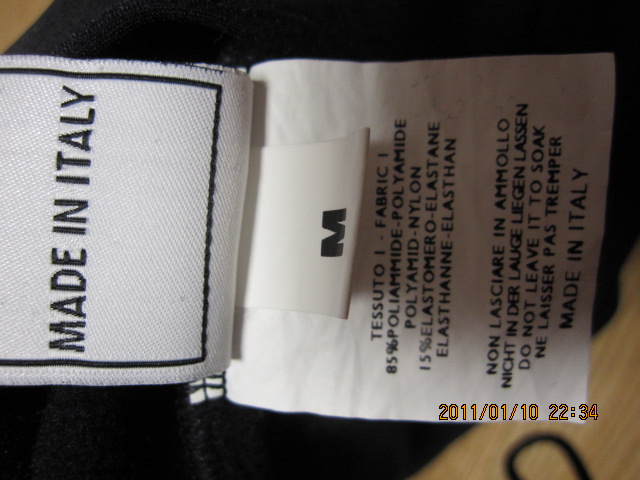 MADE IN ITALY
M
TESSUTO 1 - FABRIC 1
85%POLIAMMIDE-POLYAMIDE
POLYAMID-NYLON
15%ELASTOMERO-ELASTANE
ELASTHANNE-ELASTHAN
NON LASCIARE IN AMMOLLO
NICHT IN DER LAUGE LIEGEN LASSEN
DO NOT LEAVE IT TO SOAK
NE LAISSER PAS TREMPER
MADE IN ITALY
2011/01/10 22:34